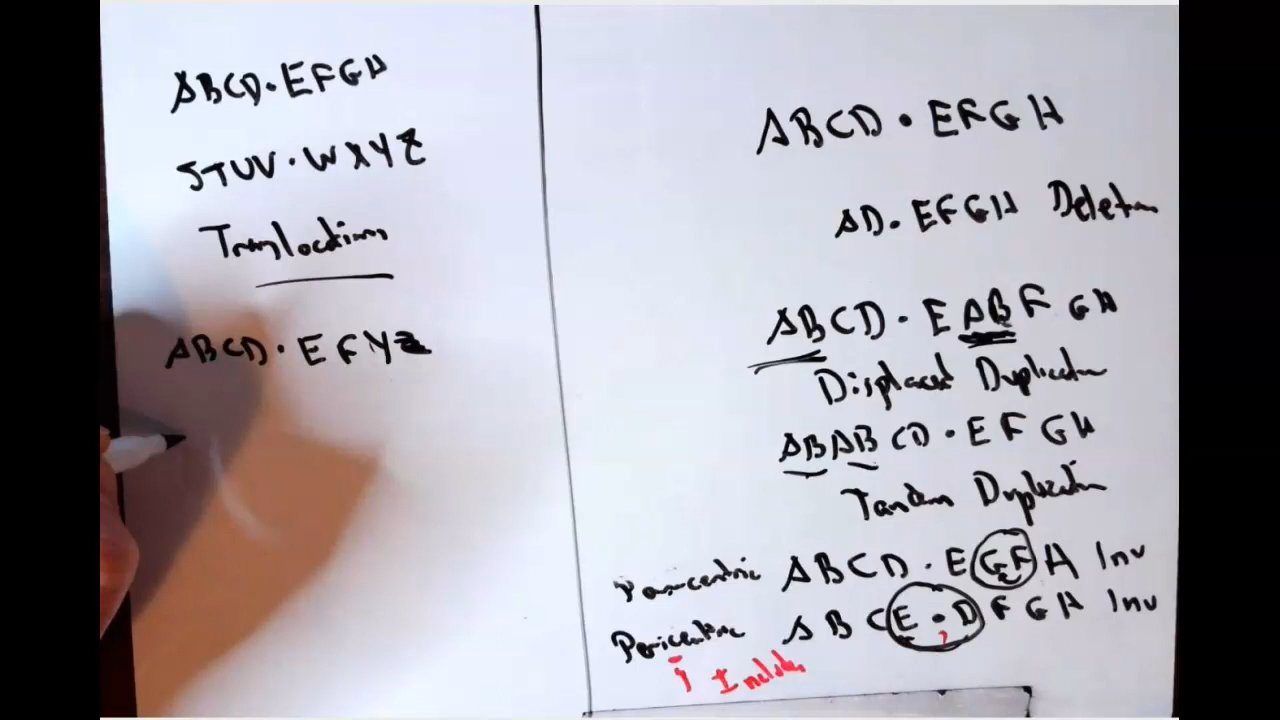 ABCD • EFGH
STUV • WXYZ
Translocations
ABCD • EFYZ
ABCD • EFGH
AD • EFGH Deletion
ABCD • EABFGH
Displaced Duplication
ABABCD • EFGH
Tandem Duplication
Paracentric ABCD • EGFH Inv
Pericentric ABCE • DFGH Inv
i Includes